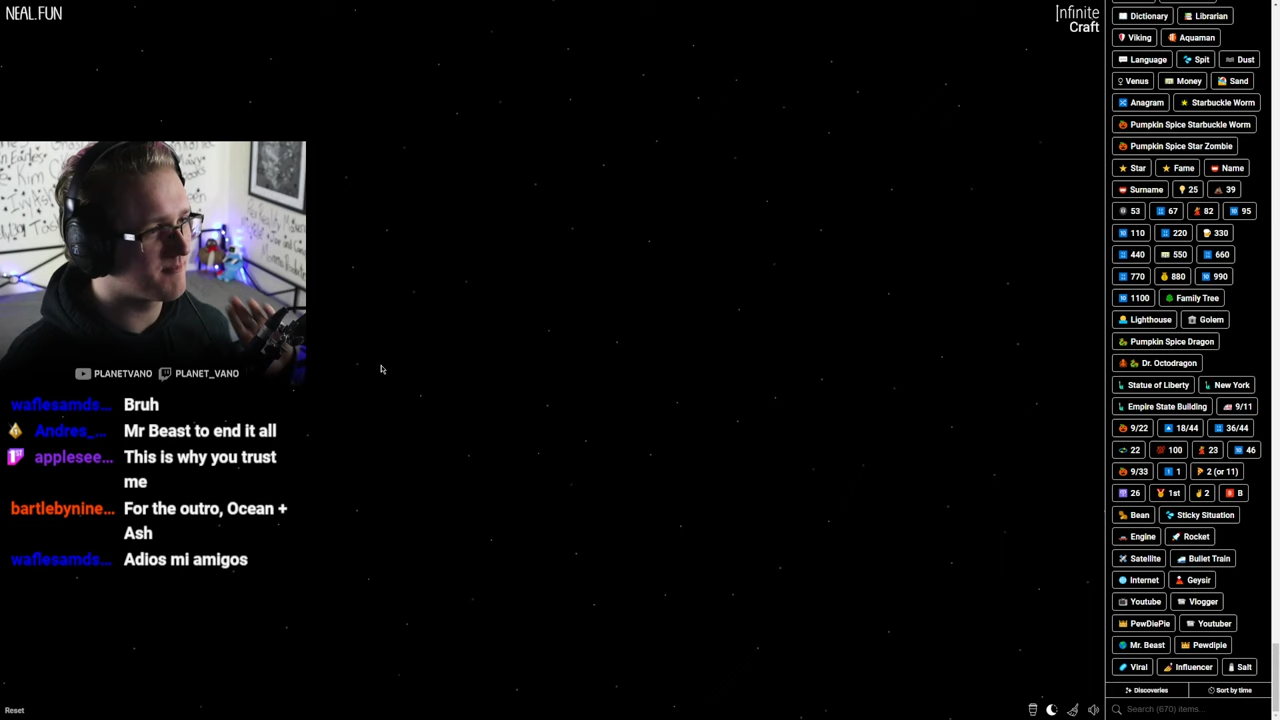 NEAL.FUN
Infinite
Craft
PLANETVANO PLANET_VANO
waflesamds... Bruh
Andres_... Mr Beast to end it all
applesee... This is why you trust
me
bartlebynine... For the outro, Ocean +
Ash
waflesamds... Adios mi amigos
Dictionary Librarian
Viking Aquaman
Language Spit Dust
Venus Money Sand
Anagram Starbuckle Worm
Pumpkin Spice Starbuckle Worm
Pumpkin Spice Star Zombie
Star Fame Name
Surname 25 39
53 67 82 95
110 220 330
440 550 660
770 880 990
1100 Family Tree
Lighthouse Golem
Pumpkin Spice Dragon
Dr. Octodragon
Statue of Liberty New York
Empire State Building 9/11
9/22 18/44 36/44
22 100 23 46
9/33 1 2 (or 11)
26 1st 2 B
Bean Sticky Situation
Engine Rocket
Satellite Bullet Train
Internet Geysir
Youtube Vlogger
PewDiePie Youtuber
Mr. Beast Pewdipie
Viral Influencer Salt
Discoveries Sort by time
Search (670) items...
Reset